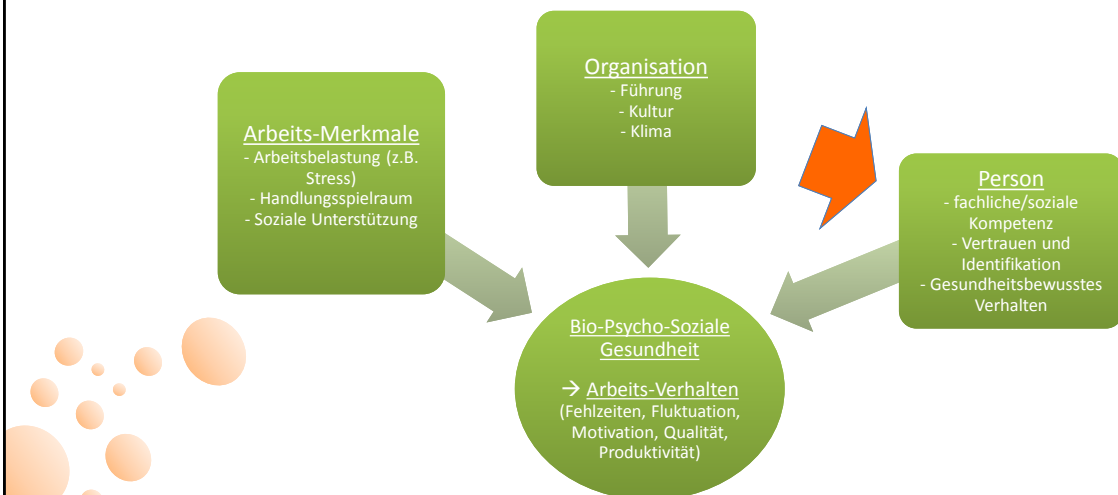 Arbeits-Merkmale
- Arbeitsbelastung (z.B.
Stress)
- Handlungsspielraum
- Soziale Unterstützung
Organisation
- Führung
- Kultur
- Klima
Person
- fachliche/soziale
Kompetenz
- Vertrauen und
Identifikation
- Gesundheitsbewusstes
Verhalten
Bio-Psycho-Soziale
Gesundheit
→ Arbeits-Verhalten
(Fehlzeiten, Fluktuation,
Motivation, Qualität,
Produktivität)